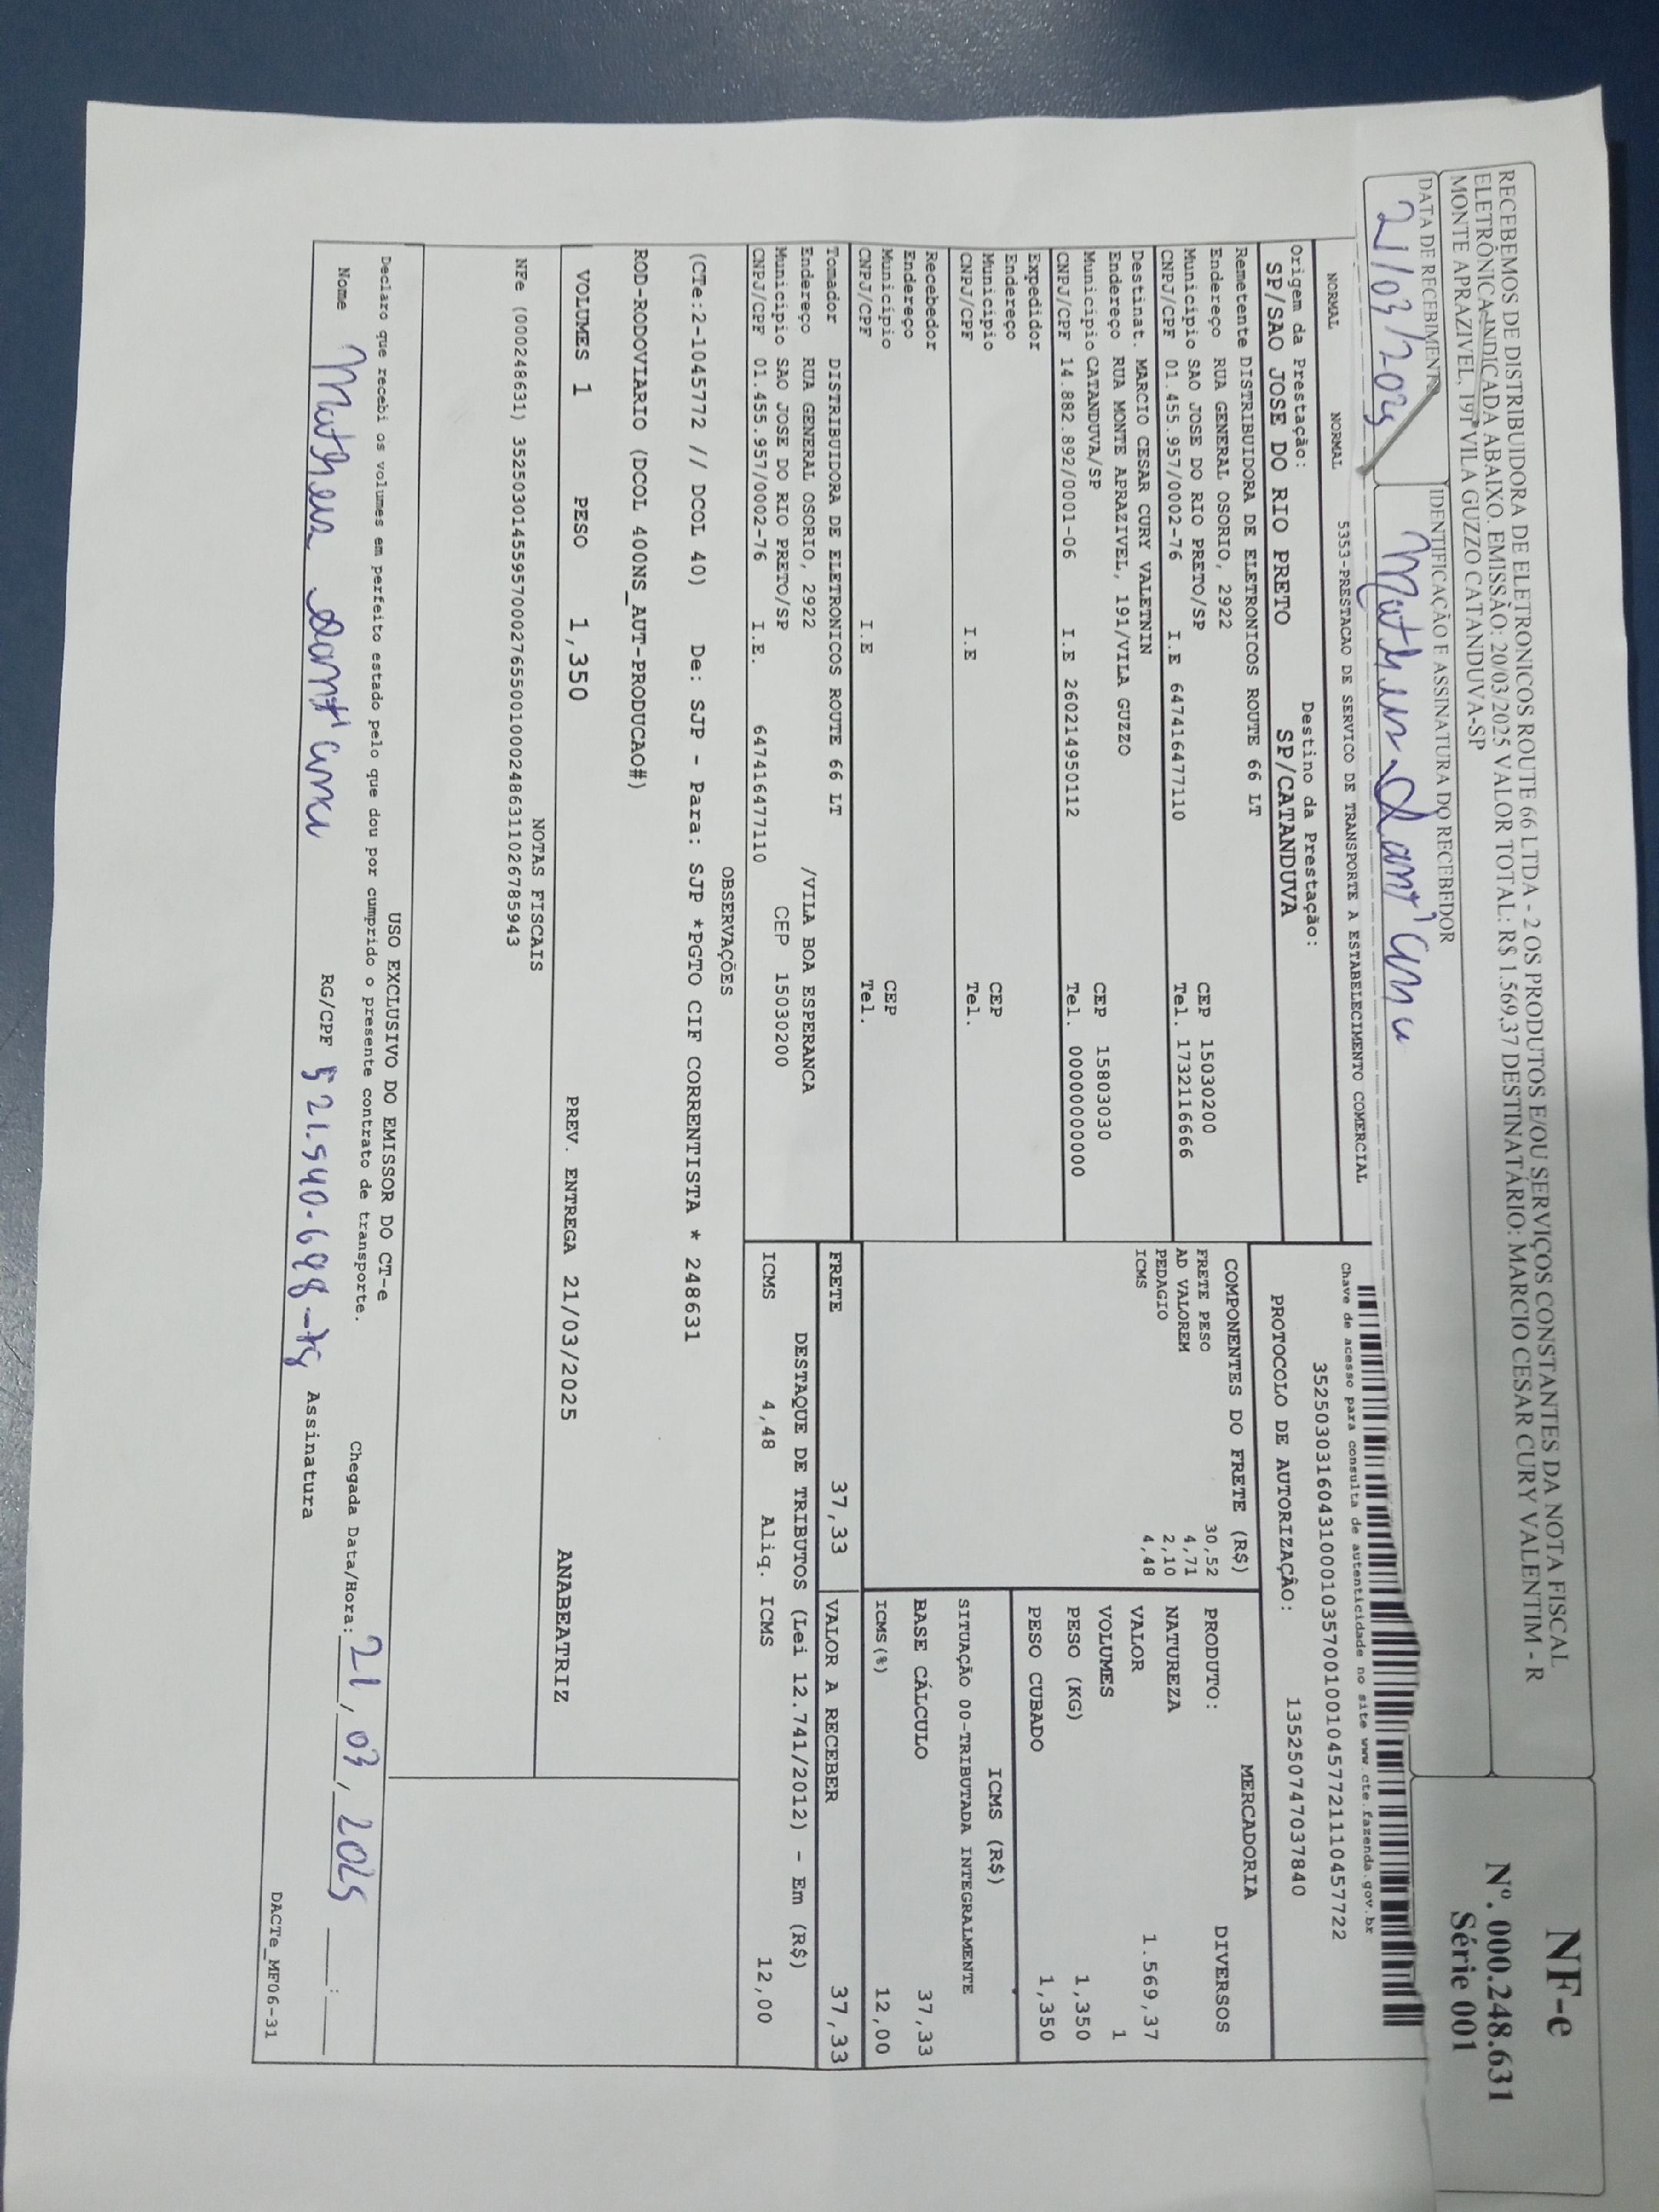 RECEBEMOS DE DISTRIBUIDORA DE ELETRONICOS ROUTE 66 LTDA - 2 OS PRODUTOS E/OU SERVIÇOS CONSTANTES DA NOTA FISCAL
ELETRÔNICA INDICADA ABAIXO. EMISSÃO: 20/03/2025 VALOR TOTAL: R$ 1.569,37 DESTINATÁRIO: MARCIO CESAR CURY VALENTIM - R
MONTE APRAZIVEL, 191 VILA GUZZO CATANDUVA-SP
NF-e
Nº. 000.248.631
Série 001
DATA DE RECEBIMENTO
IDENTIFICAÇÃO E ASSINATURA DO RECEBEDOR
21/03/2025
Matheus Sant'ana
NORMAL NORMAL 5353-PRESTACAO DE SERVICO DE TRANSPORTE A ESTABELECIMENTO COMERCIAL
Chave de acesso para consulta de autenticidade no site www.cte.fazenda.gov.br
35250303160431000103570010010457721110457722
Origem da Prestação: Destino da Prestação:
SP/SAO JOSE DO RIO PRETO SP/CATANDUVA
PROTOCOLO DE AUTORIZAÇÃO: 135250747037840
Remetente DISTRIBUIDORA DE ELETRONICOS ROUTE 66 LT
Endereço RUA GENERAL OSORIO, 2922 CEP 15030200
Municipio SAO JOSE DO RIO PRETO/SP Tel. 1732116666
CNPJ/CPF 01.455.957/0002-76 I.E 647416477110
Destinat. MARCIO CESAR CURY VALETNIN
Endereço RUA MONTE APRAZIVEL, 191/VILA GUZZO
Municipio CATANDUVA/SP CEP 15803030
CNPJ/CPF 14.882.892/0001-06 I.E 260214950112 Tel. 000000000000
Expedidor
Endereço
Municipio CEP
CNPJ/CPF I.E Tel.
Recebedor
Endereço
Municipio CEP
CNPJ/CPF I.E Tel.
COMPONENTES DO FRETE (R$)
FRETE PESO 30,52
AD VALOREM 4,71
PEDAGIO 2,10
ICMS 4,48
MERCADORIA
PRODUTO: DIVERSOS
NATUREZA
VALOR 1.569,37
VOLUMES 1
PESO (KG) 1,350
PESO CUBADO 1,350
ICMS (R$)
SITUAÇÃO 00-TRIBUTADA INTEGRALMENTE
BASE CÁLCULO 37,33
ICMS(%) 12,00
Tomador DISTRIBUIDORA DE ELETRONICOS ROUTE 66 LT
Endereço RUA GENERAL OSORIO, 2922 /VILA BOA ESPERANCA
Municipio SAO JOSE DO RIO PRETO/SP CEP 15030200
CNPJ/CPF 01.455.957/0002-76 I.E. 647416477110
FRETE 37,33 VALOR A RECEBER 37,33
DESTAQUE DE TRIBUTOS (Lei 12.741/2012) - Em (R$)
ICMS 4,48 Aliq. ICMS 12,00
OBSERVAÇÕES
(CTe:2-1045772 // DCOL 40) De: SJP - Para: SJP *PGTO CIF CORRENTISTA * 248631
ROD-RODOVIARIO (DCOL 400NS_AUT-PRODUCAO#)
VOLUMES 1 PESO 1,350 PREV. ENTREGA 21/03/2025 ANABEATRIZ
NOTAS FISCAIS
NFe (000248631) 35250301455957000276550010002486311026785943
USO EXCLUSIVO DO EMISSOR DO CT-e
Declaro que recebi os volumes em perfeito estado pelo que dou por cumprido o presente contrato de transporte. Chegada Data/Hora: 21/03/2025 ___:___
Nome Matheus Sant'ana RG/CPF Assinatura
DACTe_MF06-31